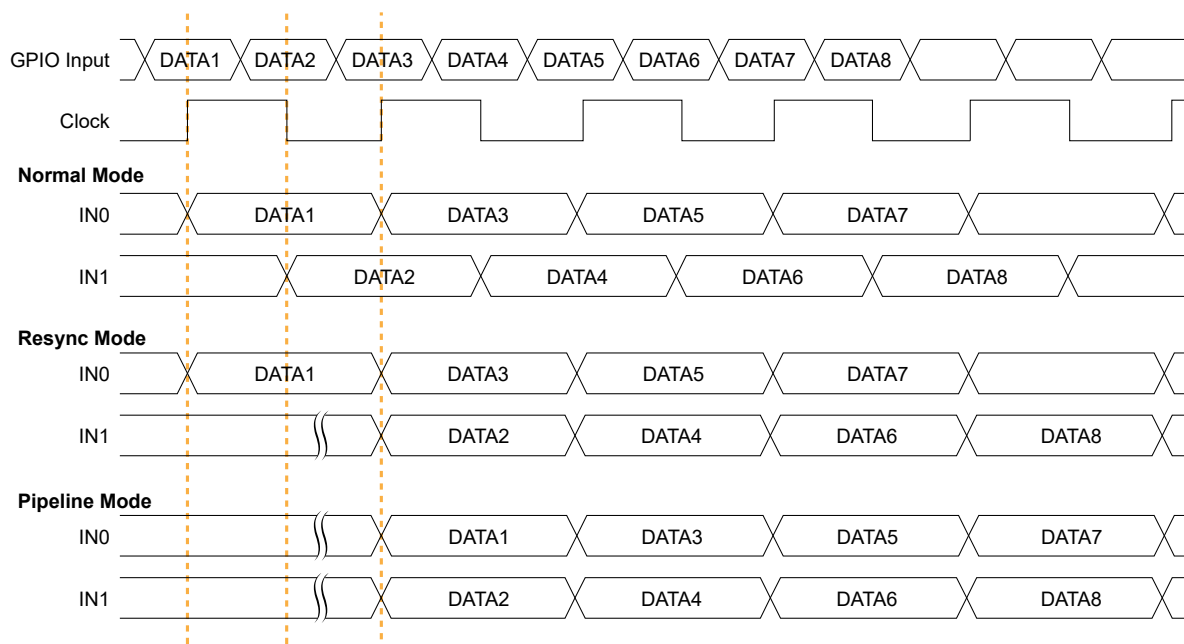 GPIO Input DATA1 DATA2 DATA3 DATA4 DATA5 DATA6 DATA7 DATA8
Clock
Normal Mode
IN0 DATA1 DATA3 DATA5 DATA7
IN1 DATA2 DATA4 DATA6 DATA8
Resync Mode
IN0 DATA1 DATA3 DATA5 DATA7
IN1 DATA2 DATA4 DATA6 DATA8
Pipeline Mode
IN0 DATA1 DATA3 DATA5 DATA7
IN1 DATA2 DATA4 DATA6 DATA8